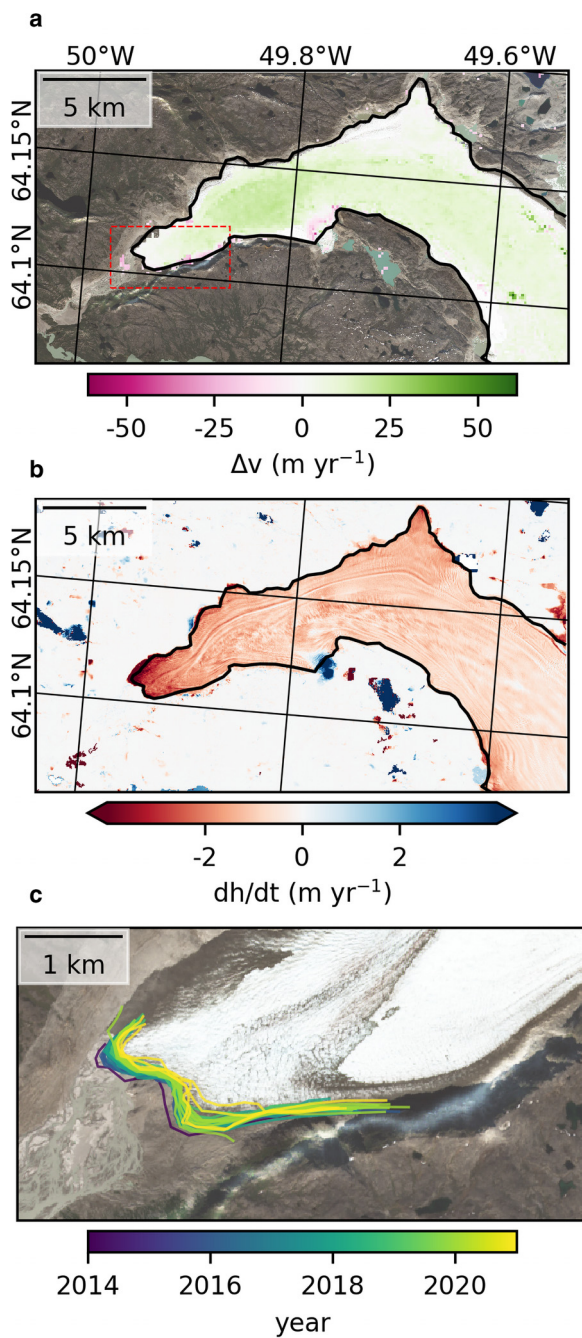 a
50°W 49.8°W 49.6°W
5 km
64.15°N
64.1°N
-50 -25 0 25 50
Δv (m yr⁻¹)
b
5 km
64.15°N
64.1°N
-2 0 2
dh/dt (m yr⁻¹)
c
1 km
2014 2016 2018 2020
year